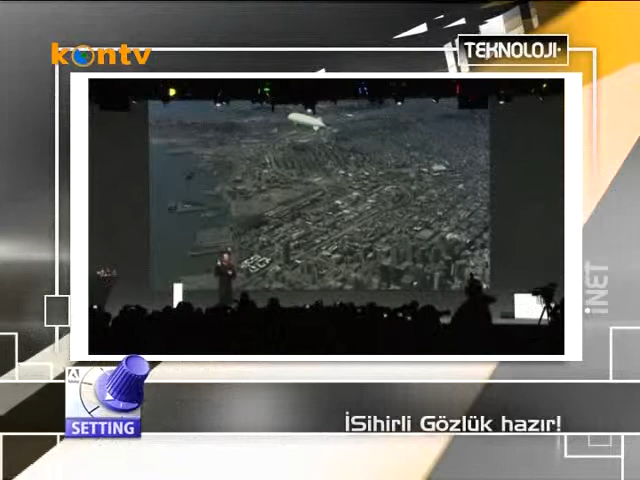 kontv
TEKNOLOJİ
iNET
SETTING
İSihirli Gözlük hazır!